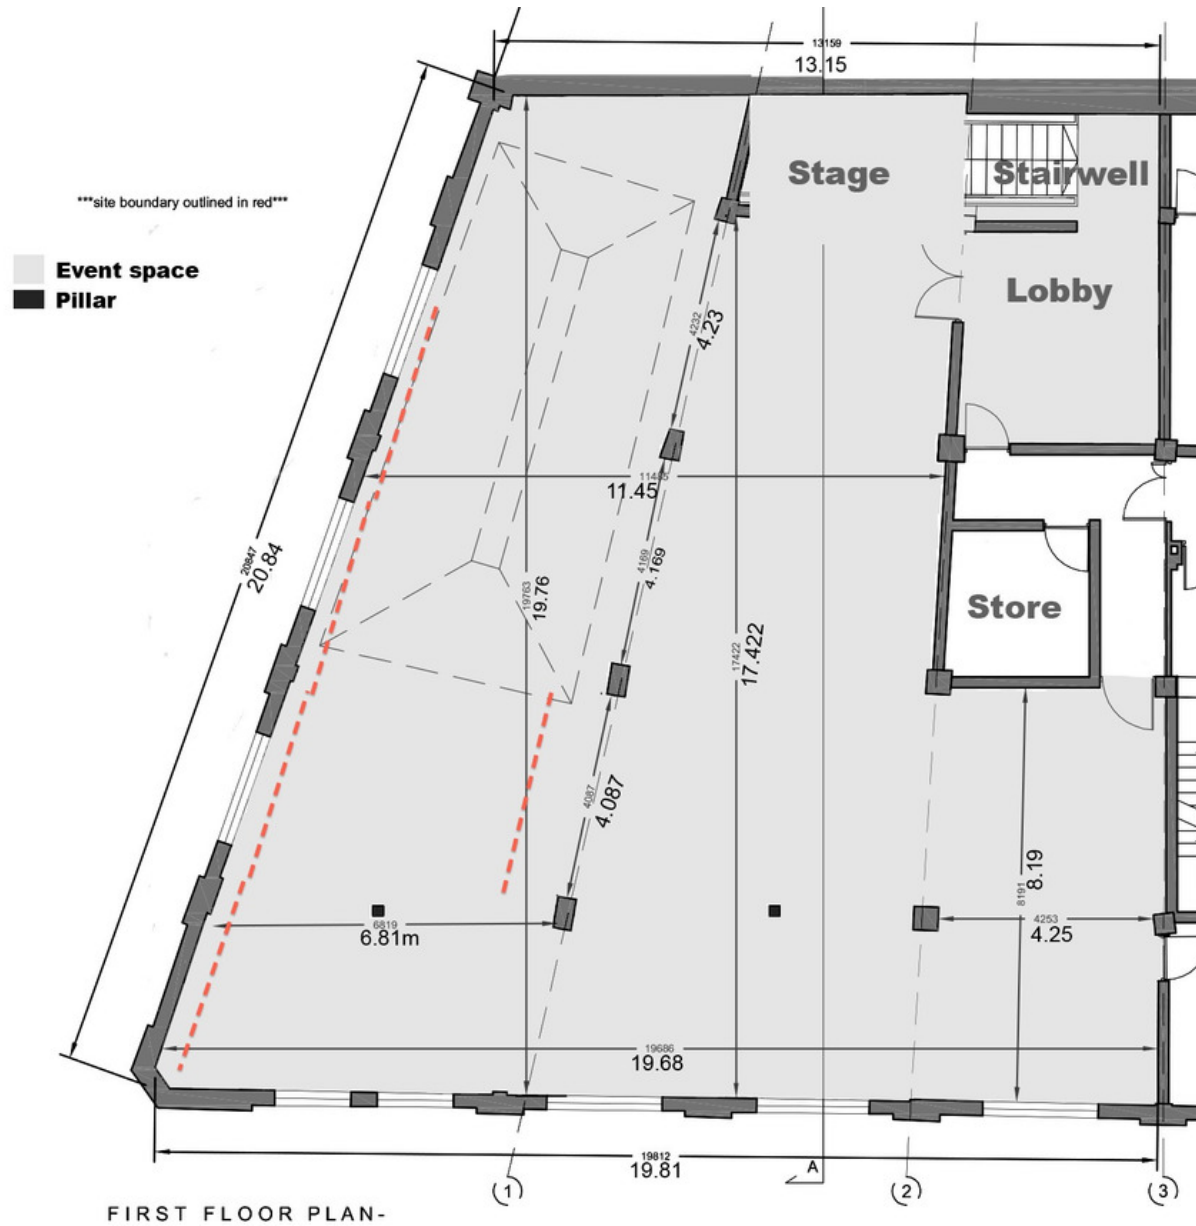 13159
13.15
Stage
Stairwell
***site boundary outlined in red***
Event space
Pillar
Lobby
4232
4.23
11485
11.45
20847
20.84
4169
4.169
19763
19.76
Store
17422
17.422
4087
4.087
8191
8.19
6819
6.81m
4253
4.25
19686
19.68
19812
19.81
A
1
2
3
FIRST FLOOR PLAN-